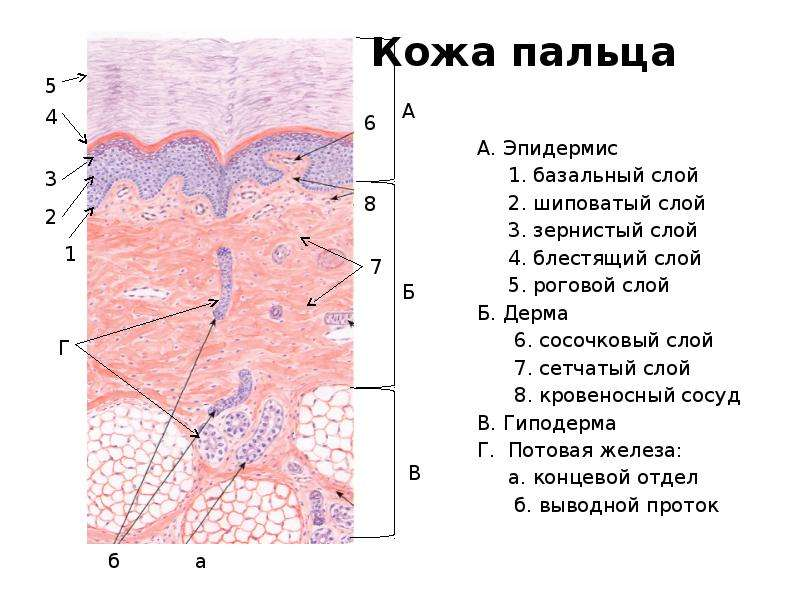 Кожа пальца
А
5
4
6
3
2
8
1
7
Б
Г
В
б
а
А. Эпидермис
1. базальный слой
2. шиповатый слой
3. зернистый слой
4. блестящий слой
5. роговой слой
Б. Дерма
6. сосочковый слой
7. сетчатый слой
8. кровеносный сосуд
В. Гиподерма
Г. Потовая железа:
а. концевой отдел
б. выводной проток